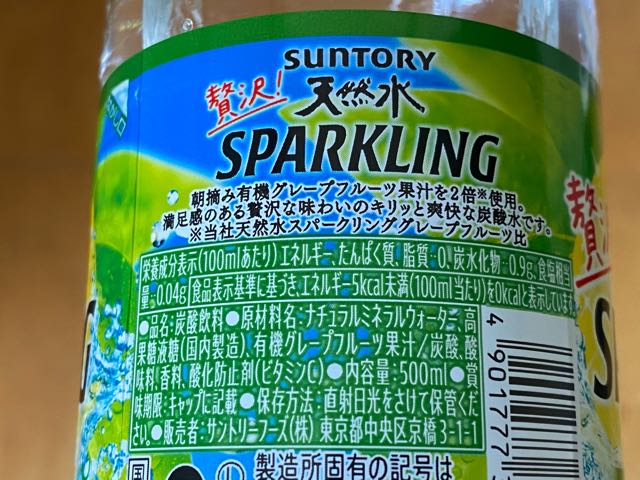 SUNTORY
贅沢!
天然水
SPARKLING
朝摘み有機グレープフルーツ果汁を2倍※使用。
満足感のある贅沢な味わいのキリッと爽快な炭酸水です。
※当社天然水スパークリンググレープフルーツ比
栄養成分表示(100mlあたり)エネルギー、たんぱく質、脂質:0、炭水化物:0.9g、食塩相当
量:0.04g 食品表示基準に基づき、エネルギー5kcal未満(100ml当たり)を0kcalと表示しています。
●品名:炭酸飲料●原材料名:ナチュラルミネラルウォーター、高
果糖液糖(国内製造)、有機グレープフルーツ果汁/炭酸、酸
味料、香料、酸化防止剤(ビタミンC)●内容量:500ml●賞
味期限:キャップに記載●保存方法:直射日光をさけて保管くださ
い。●販売者:サントリーフーズ(株) 東京都中央区京橋3-1-1
製造所固有の記号は
国
の
4 901777
贅沢!